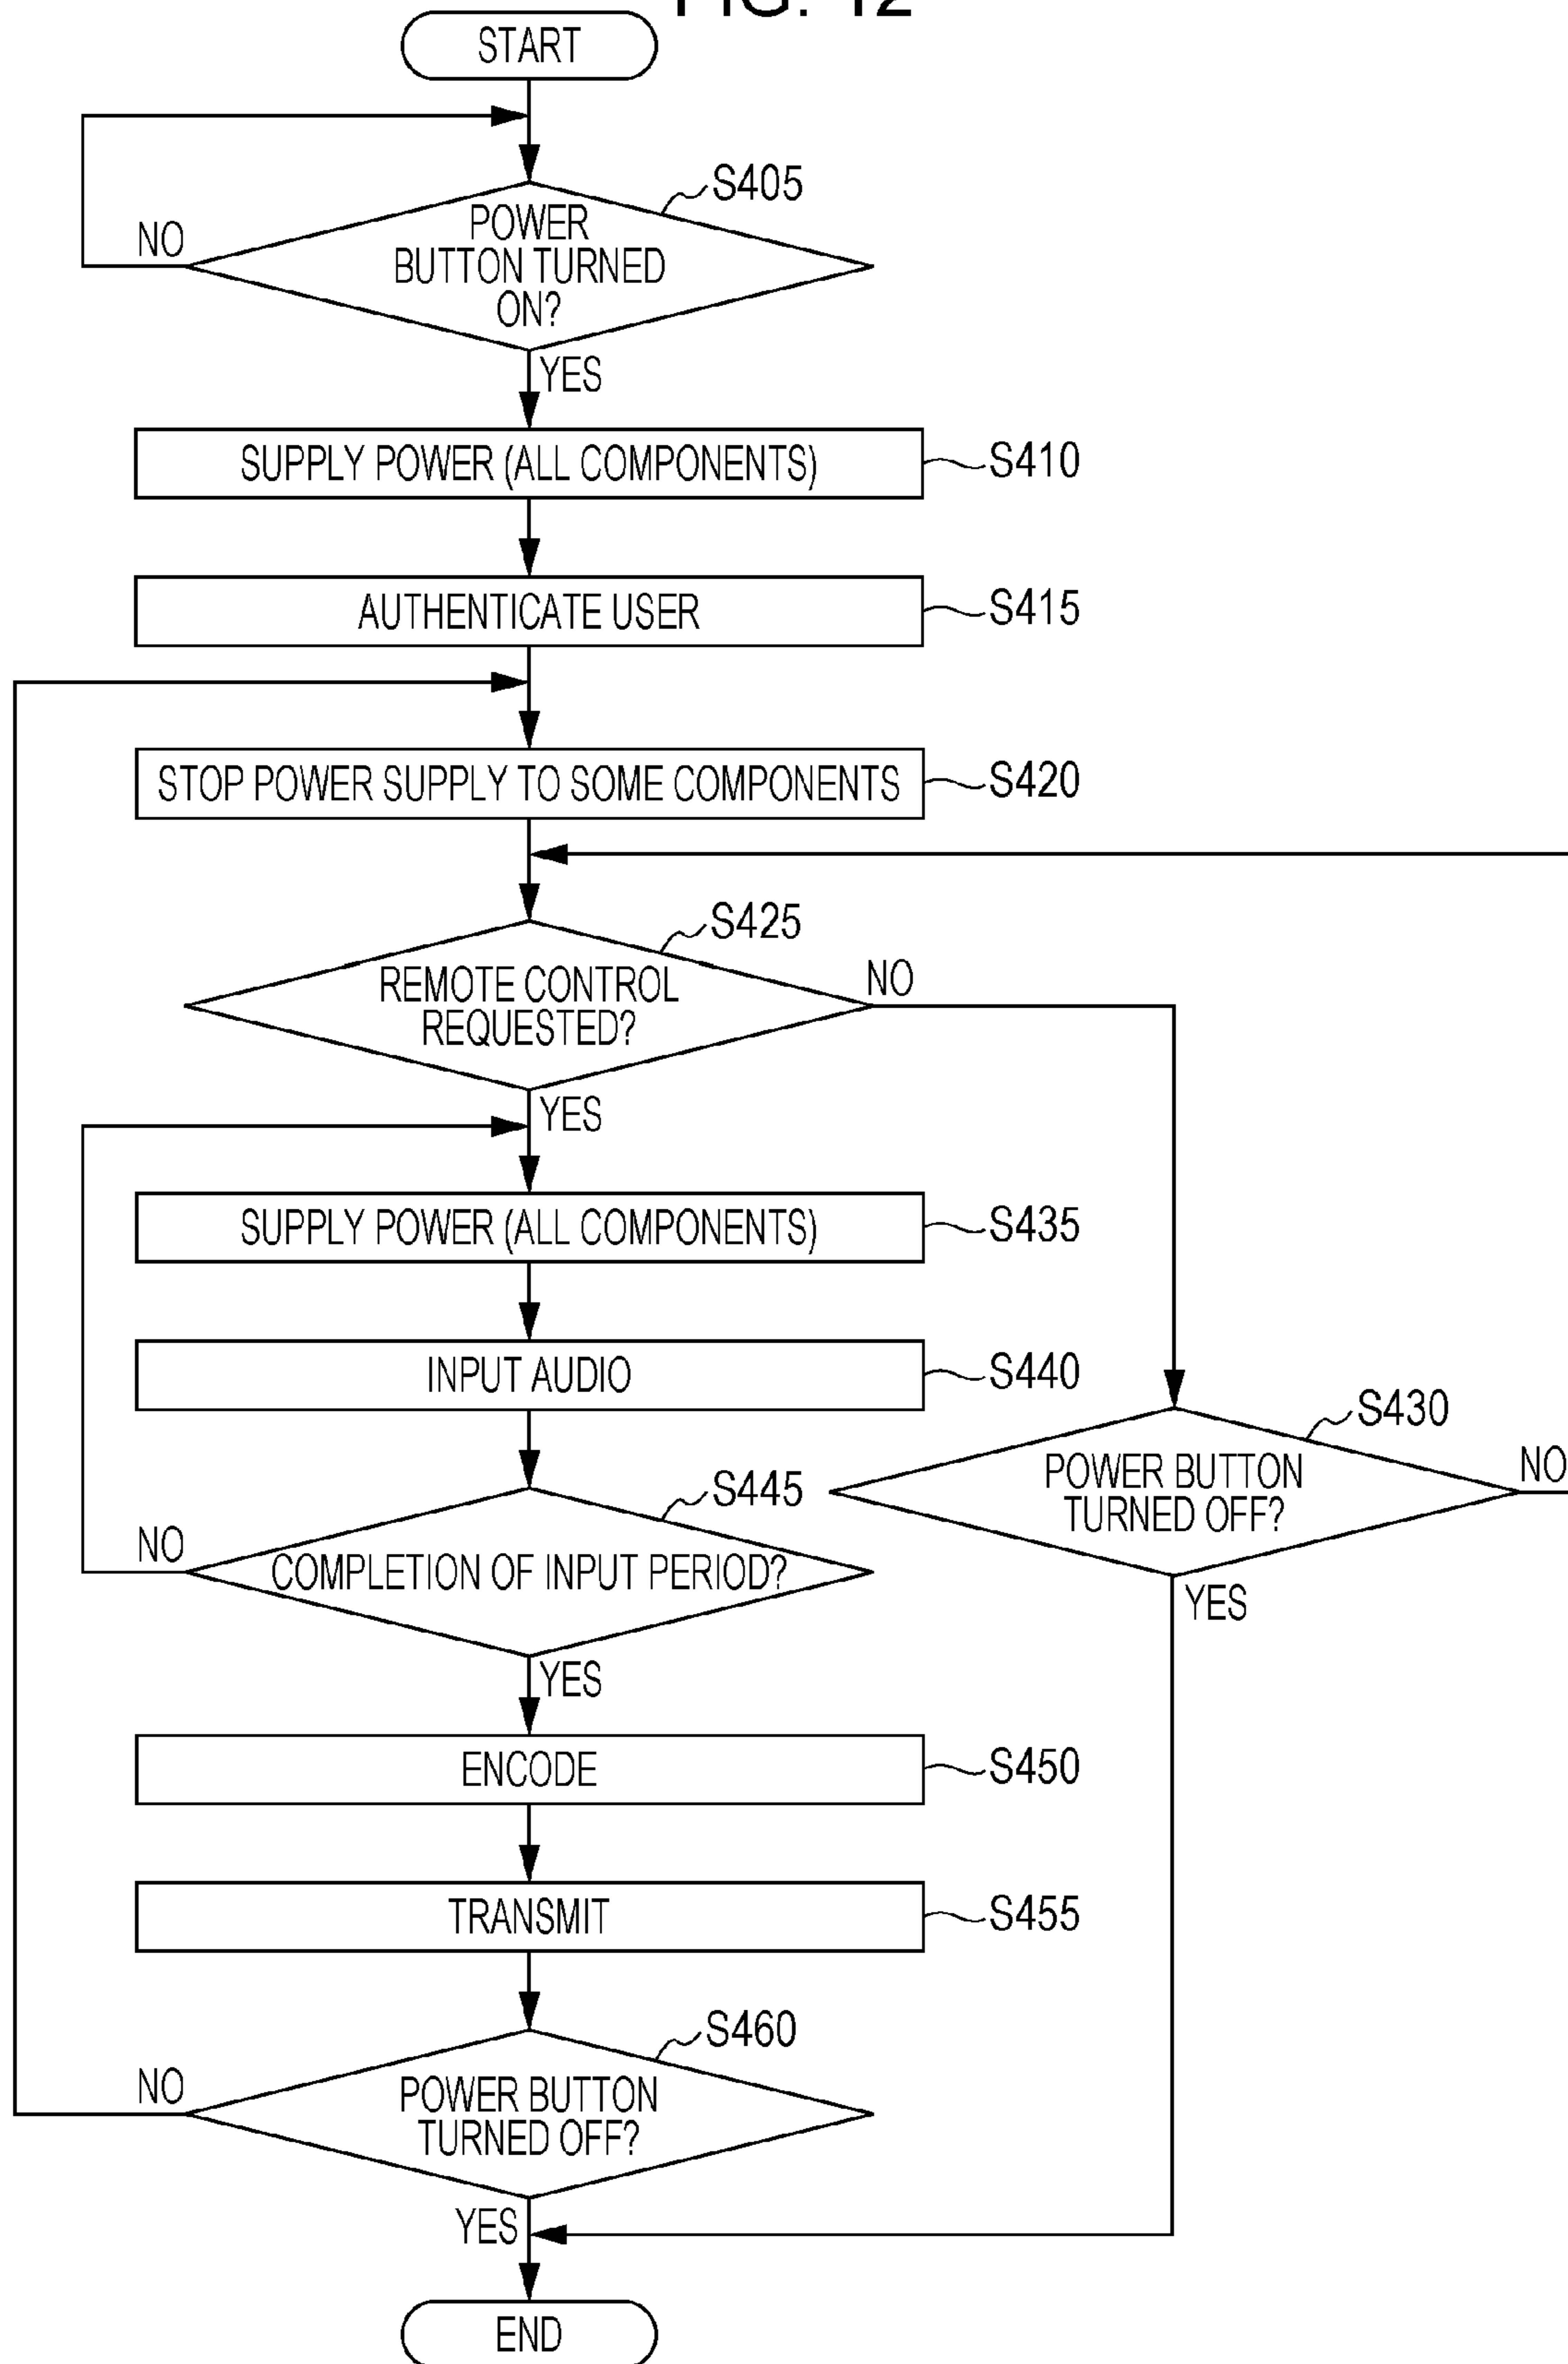 FIG. 12
START
S405
NO
POWER
BUTTON TURNED
ON?
YES
SUPPLY POWER (ALL COMPONENTS)
S410
AUTHENTICATE USER
S415
STOP POWER SUPPLY TO SOME COMPONENTS
S420
S425
REMOTE CONTROL
REQUESTED?
NO
YES
SUPPLY POWER (ALL COMPONENTS)
S435
INPUT AUDIO
S440
S430
POWER BUTTON
TURNED OFF?
NO
YES
S445
NO
COMPLETION OF INPUT PERIOD?
YES
ENCODE
S450
TRANSMIT
S455
S460
NO
POWER BUTTON
TURNED OFF?
YES
END